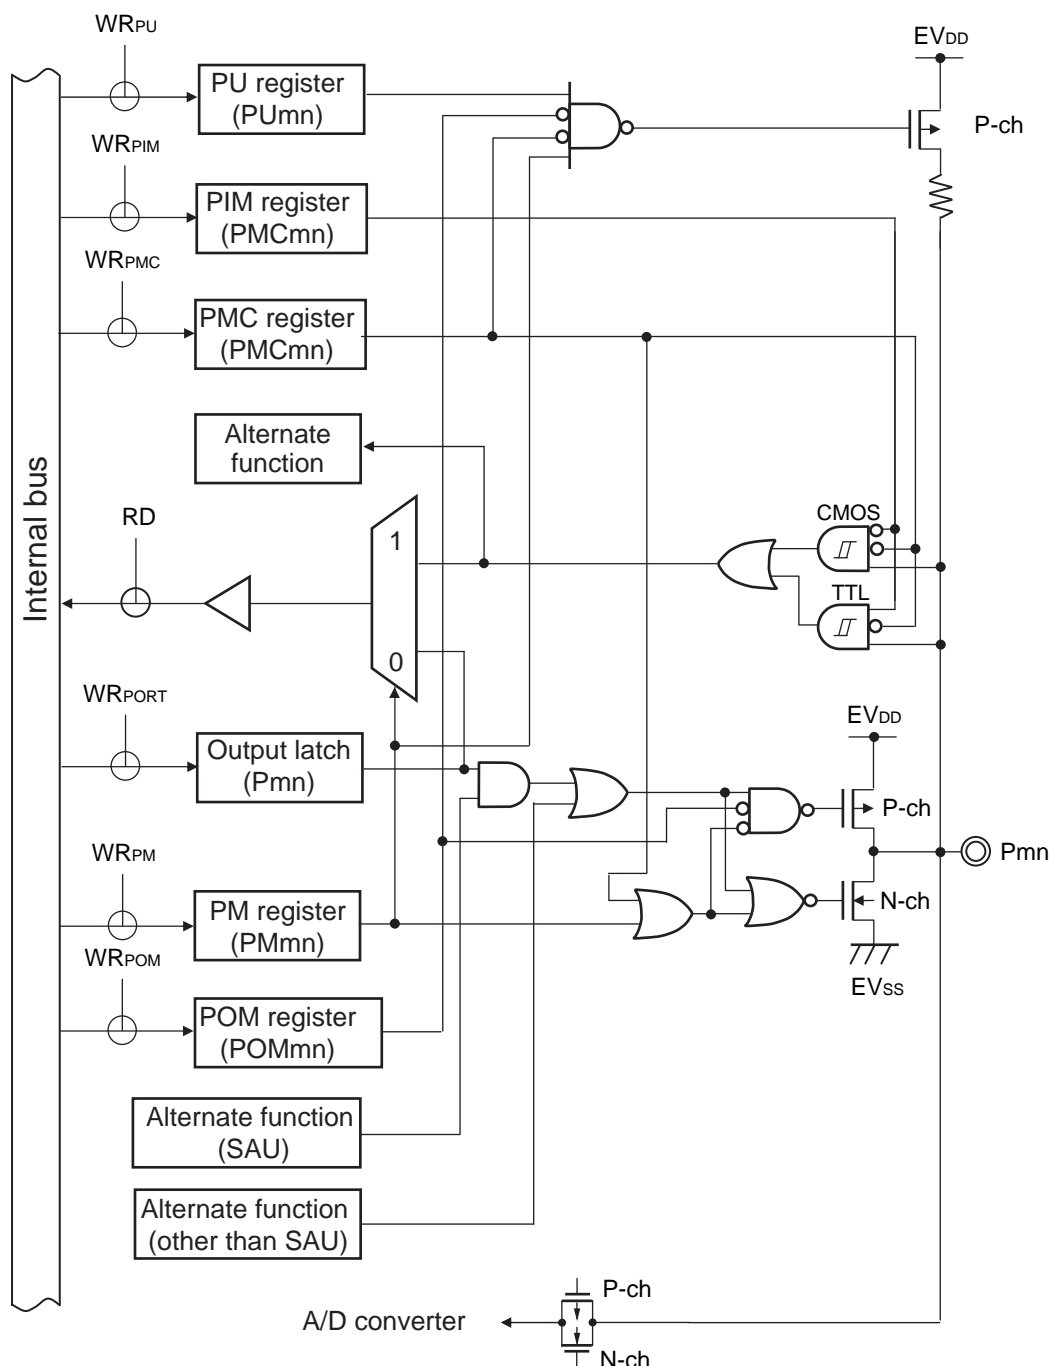 WRPU
EVDD
PU register
(PUmn)
P-ch
WRPIM
PIM register
(PMCmn)
WRPMC
PMC register
(PMCmn)
Alternate
function
Internal bus
RD
1
0
CMOS
TTL
WRPORT
EVDD
Output latch
(Pmn)
P-ch
WRPM
Pmn
PM register
(PMmn)
N-ch
WRPOM
EVSS
POM register
(POMmn)
Alternate function
(SAU)
Alternate function
(other than SAU)
P-ch
A/D converter
N-ch